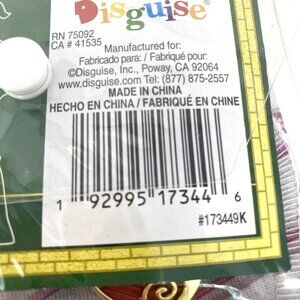 Disguise®
RN 75092
CA # 41535
Manufactured for:
Fabricado para: / Fabriqué pour:
©Disguise, Inc., Poway, CA 92064
www.disguise.com Tel: (877) 875-2557
MADE IN CHINA
HECHO EN CHINA / FABRIQUÉ EN CHINE
1 92995 17344 6
#173449K